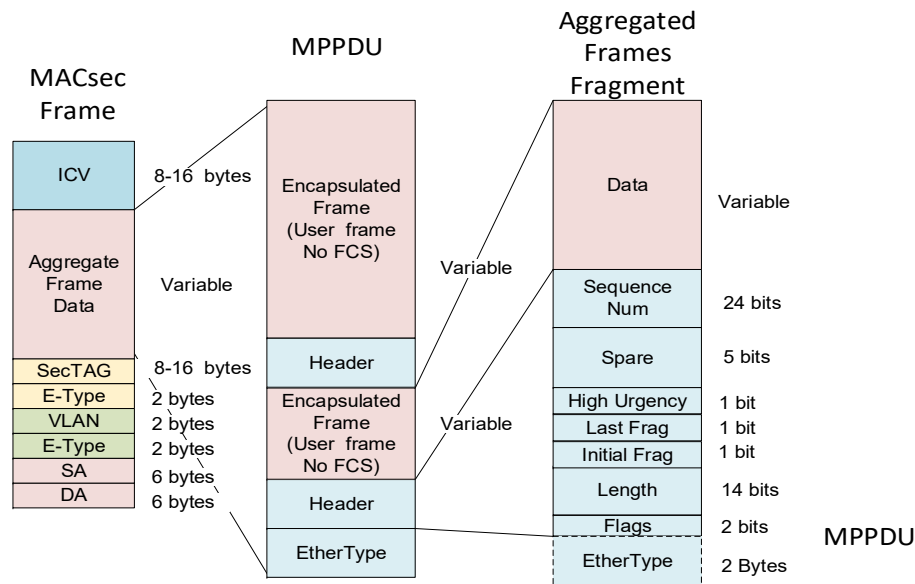 MACsec
Frame
ICV
8-16 bytes
Aggregate
Frame
Data
Variable
SecTAG
8-16 bytes
E-Type
2 bytes
VLAN
2 bytes
E-Type
2 bytes
SA
6 bytes
DA
6 bytes
MPPDU
Encapsulated
Frame
(User frame
No FCS)
Variable
Header
Encapsulated
Frame
(User frame
No FCS)
Variable
Header
EtherType
Aggregated
Frames
Fragment
Data
Variable
Sequence
Num
24 bits
Spare
5 bits
High Urgency
1 bit
Last Frag
1 bit
Initial Frag
1 bit
Length
14 bits
Flags
2 bits
EtherType
2 Bytes
MPPDU